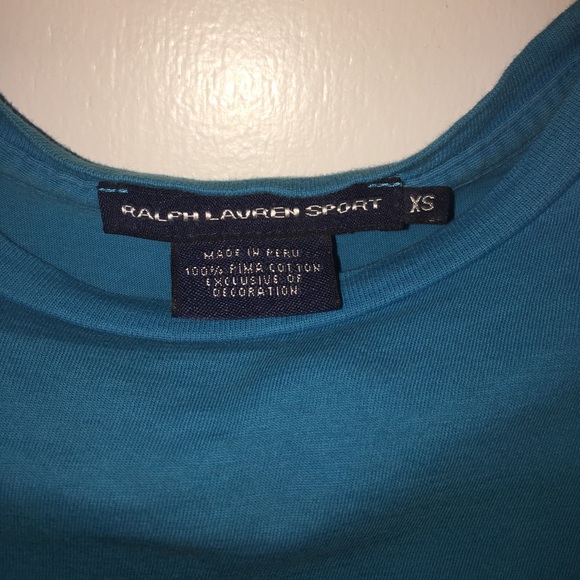 RALPH LAUREN SPORT XS
MADE IN PERU
100% PIMA COTTON
EXCLUSIVE OF
DECORATION